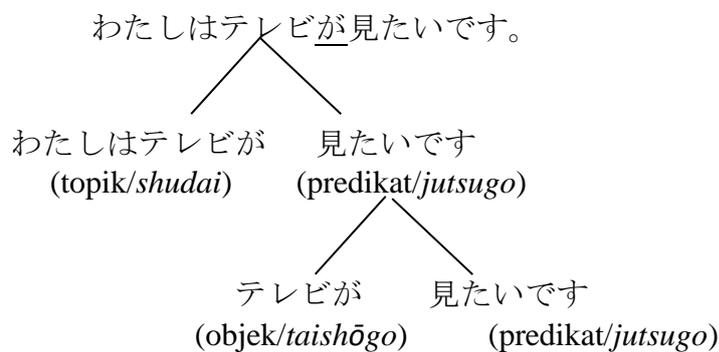 わたしはテレビが見たいです。
わたしはテレビが 見たいです
(topik/shudai) (predikat/jutsugo)
テレビが 見たいです
(objek/taishōgo) (predikat/jutsugo)